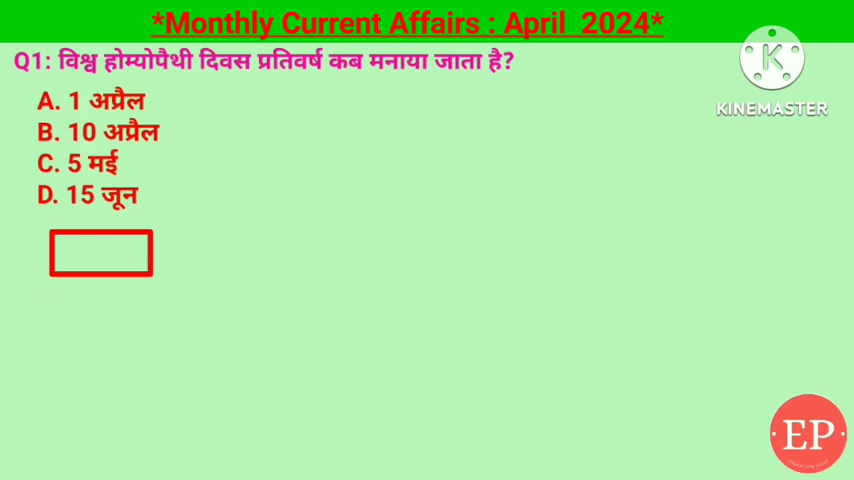 *Monthly Current Affairs : April 2024*
Q1: विश्व होम्योपैथी दिवस प्रतिवर्ष कब मनाया जाता है?
A. 1 अप्रैल
B. 10 अप्रैल
C. 5 मई
D. 15 जून
K
KINEMASTER
EP